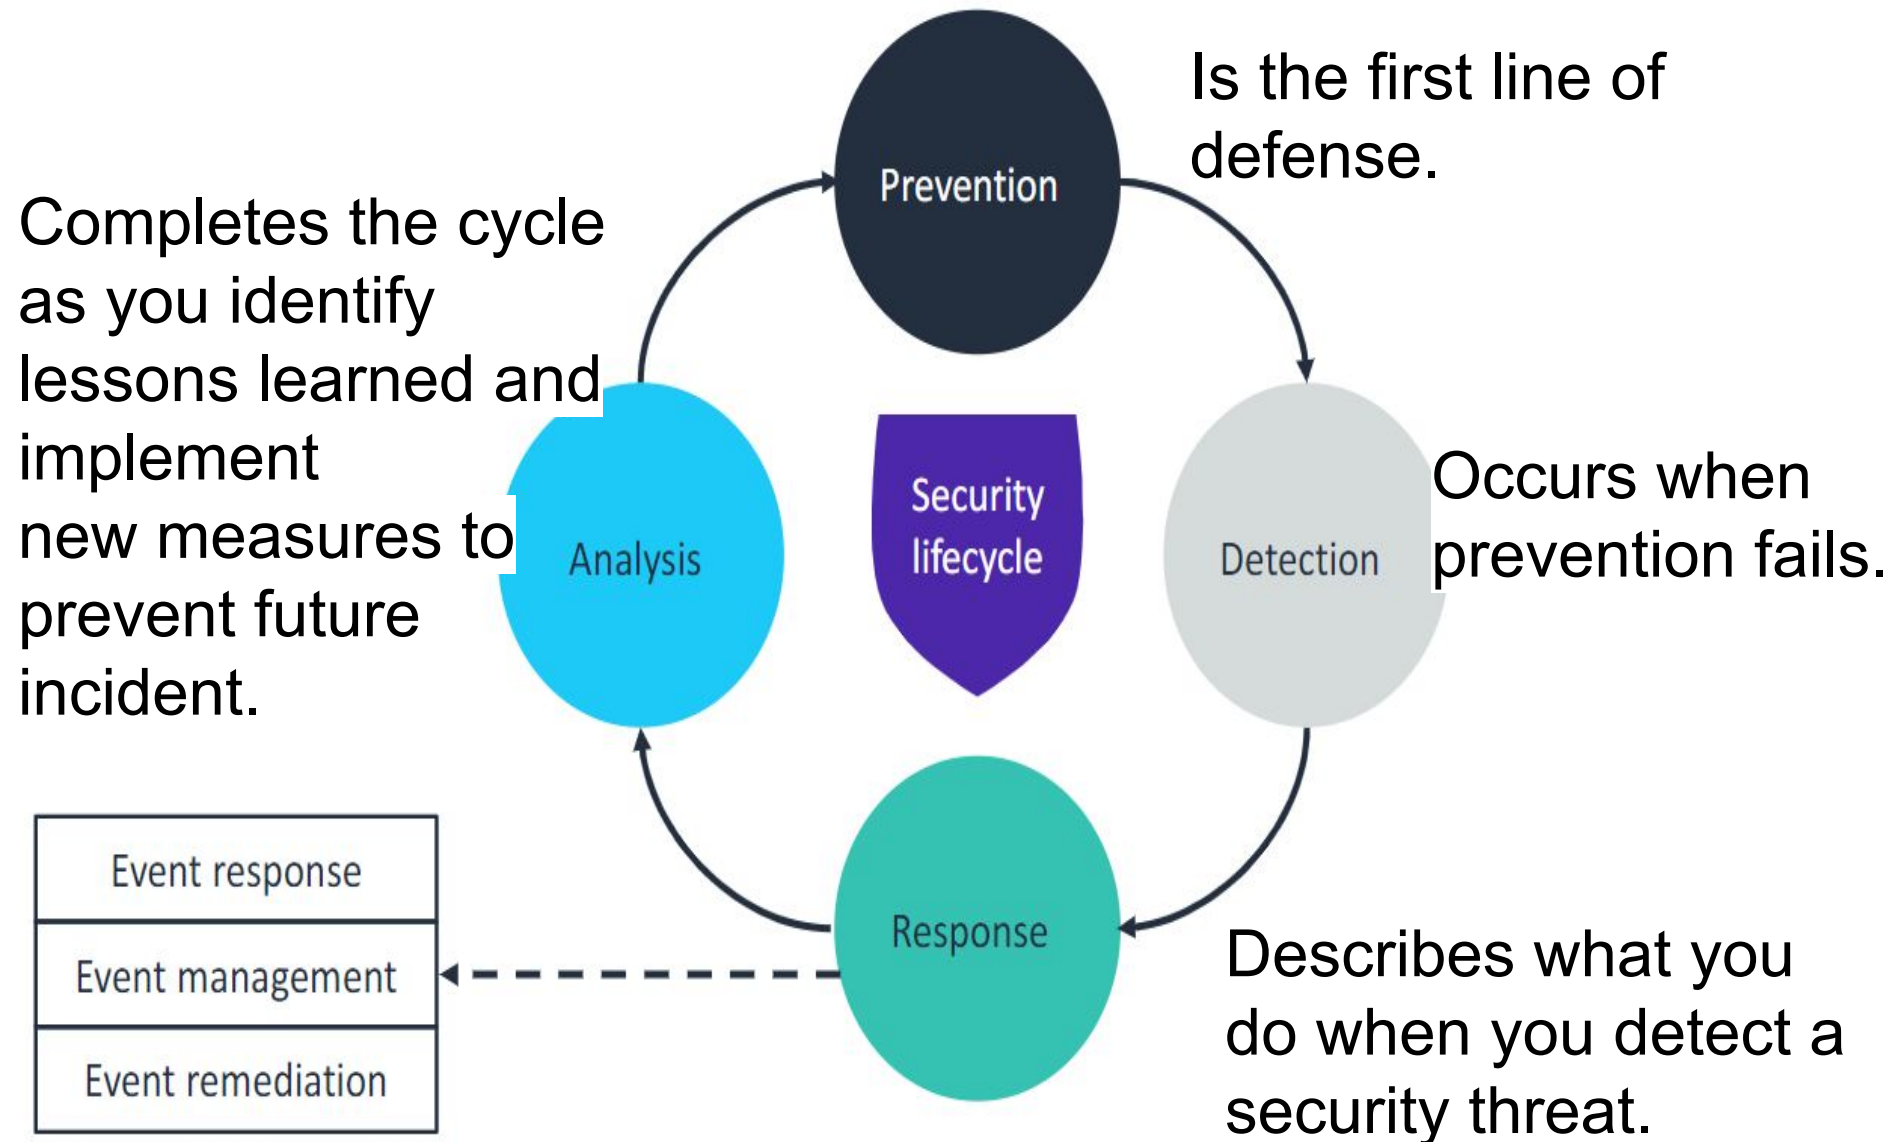 Prevention
Is the first line of
defense.
Completes the cycle
as you identify
lessons learned and
implement
new measures to
prevent future
incident.
Analysis
Security
lifecycle
Detection
Occurs when
prevention fails.
Event response
Event management
Event remediation
Response
Describes what you
do when you detect a
security threat.